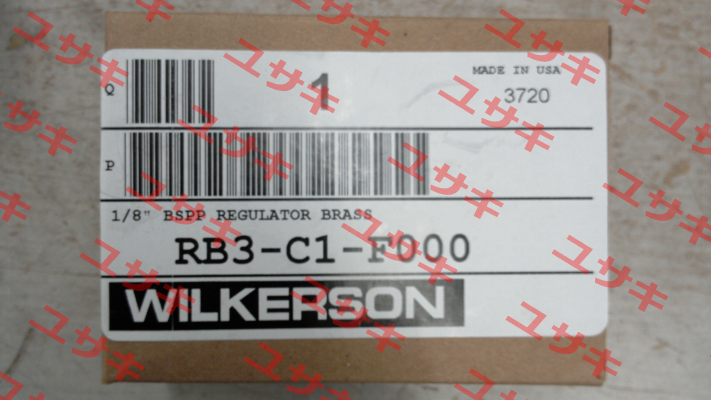 Q 1 MADE IN USA
3720
P
1/8" BSPP REGULATOR BRASS
RB3-C1-F000
WILKERSON
ユサキ